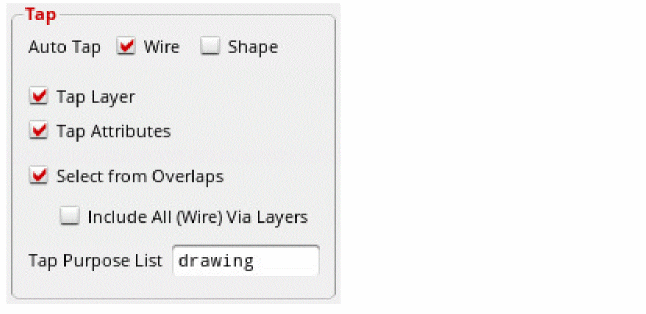 Tap
Auto Tap Wire Shape
Tap Layer
Tap Attributes
Select from Overlaps
Include All (Wire) Via Layers
Tap Purpose List drawing